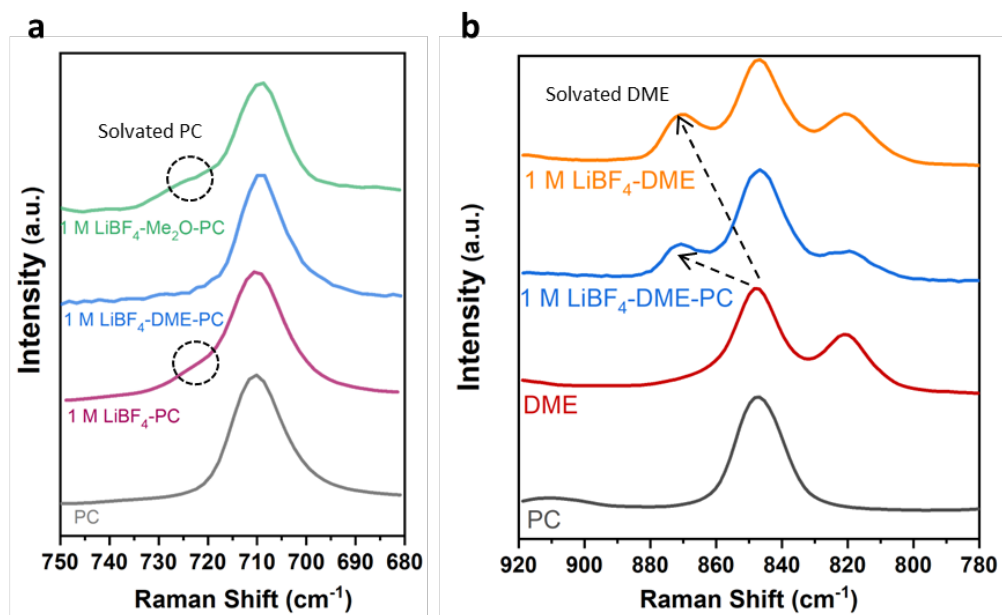 a
Solvated PC
1 M LiBF₄-Me₂O-PC
1 M LiBF₄-DME-PC
1 M LiBF₄-PC
PC
Intensity (a.u.)
750 740 730 720 710 700 690 680
Raman Shift (cm⁻¹)
b
Solvated DME
1 M LiBF₄-DME
1 M LiBF₄-DME-PC
DME
PC
Intensity (a.u.)
920 900 880 860 840 820 800 780
Raman Shift (cm⁻¹)